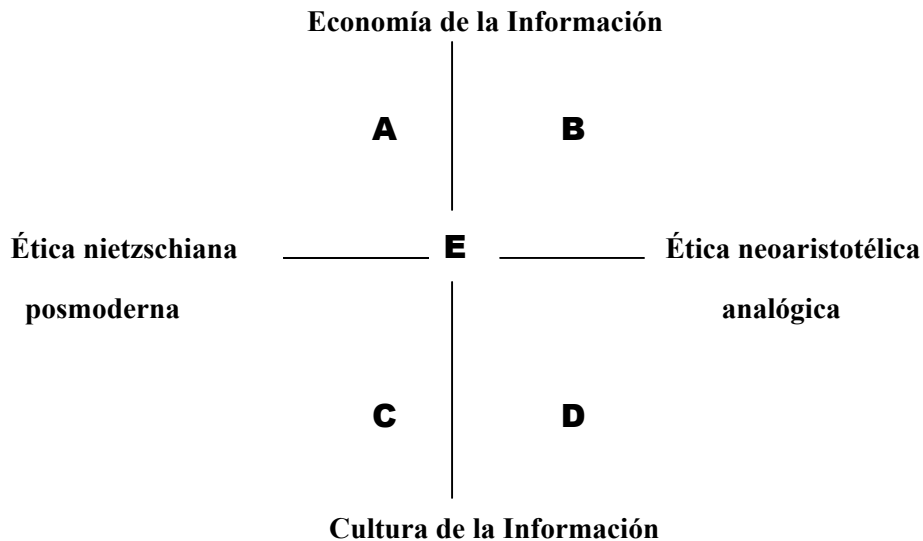 Economía de la Información
A B
Ética nietzschiana E Ética neoaristotélica
posmoderna analógica
C D
Cultura de la Información